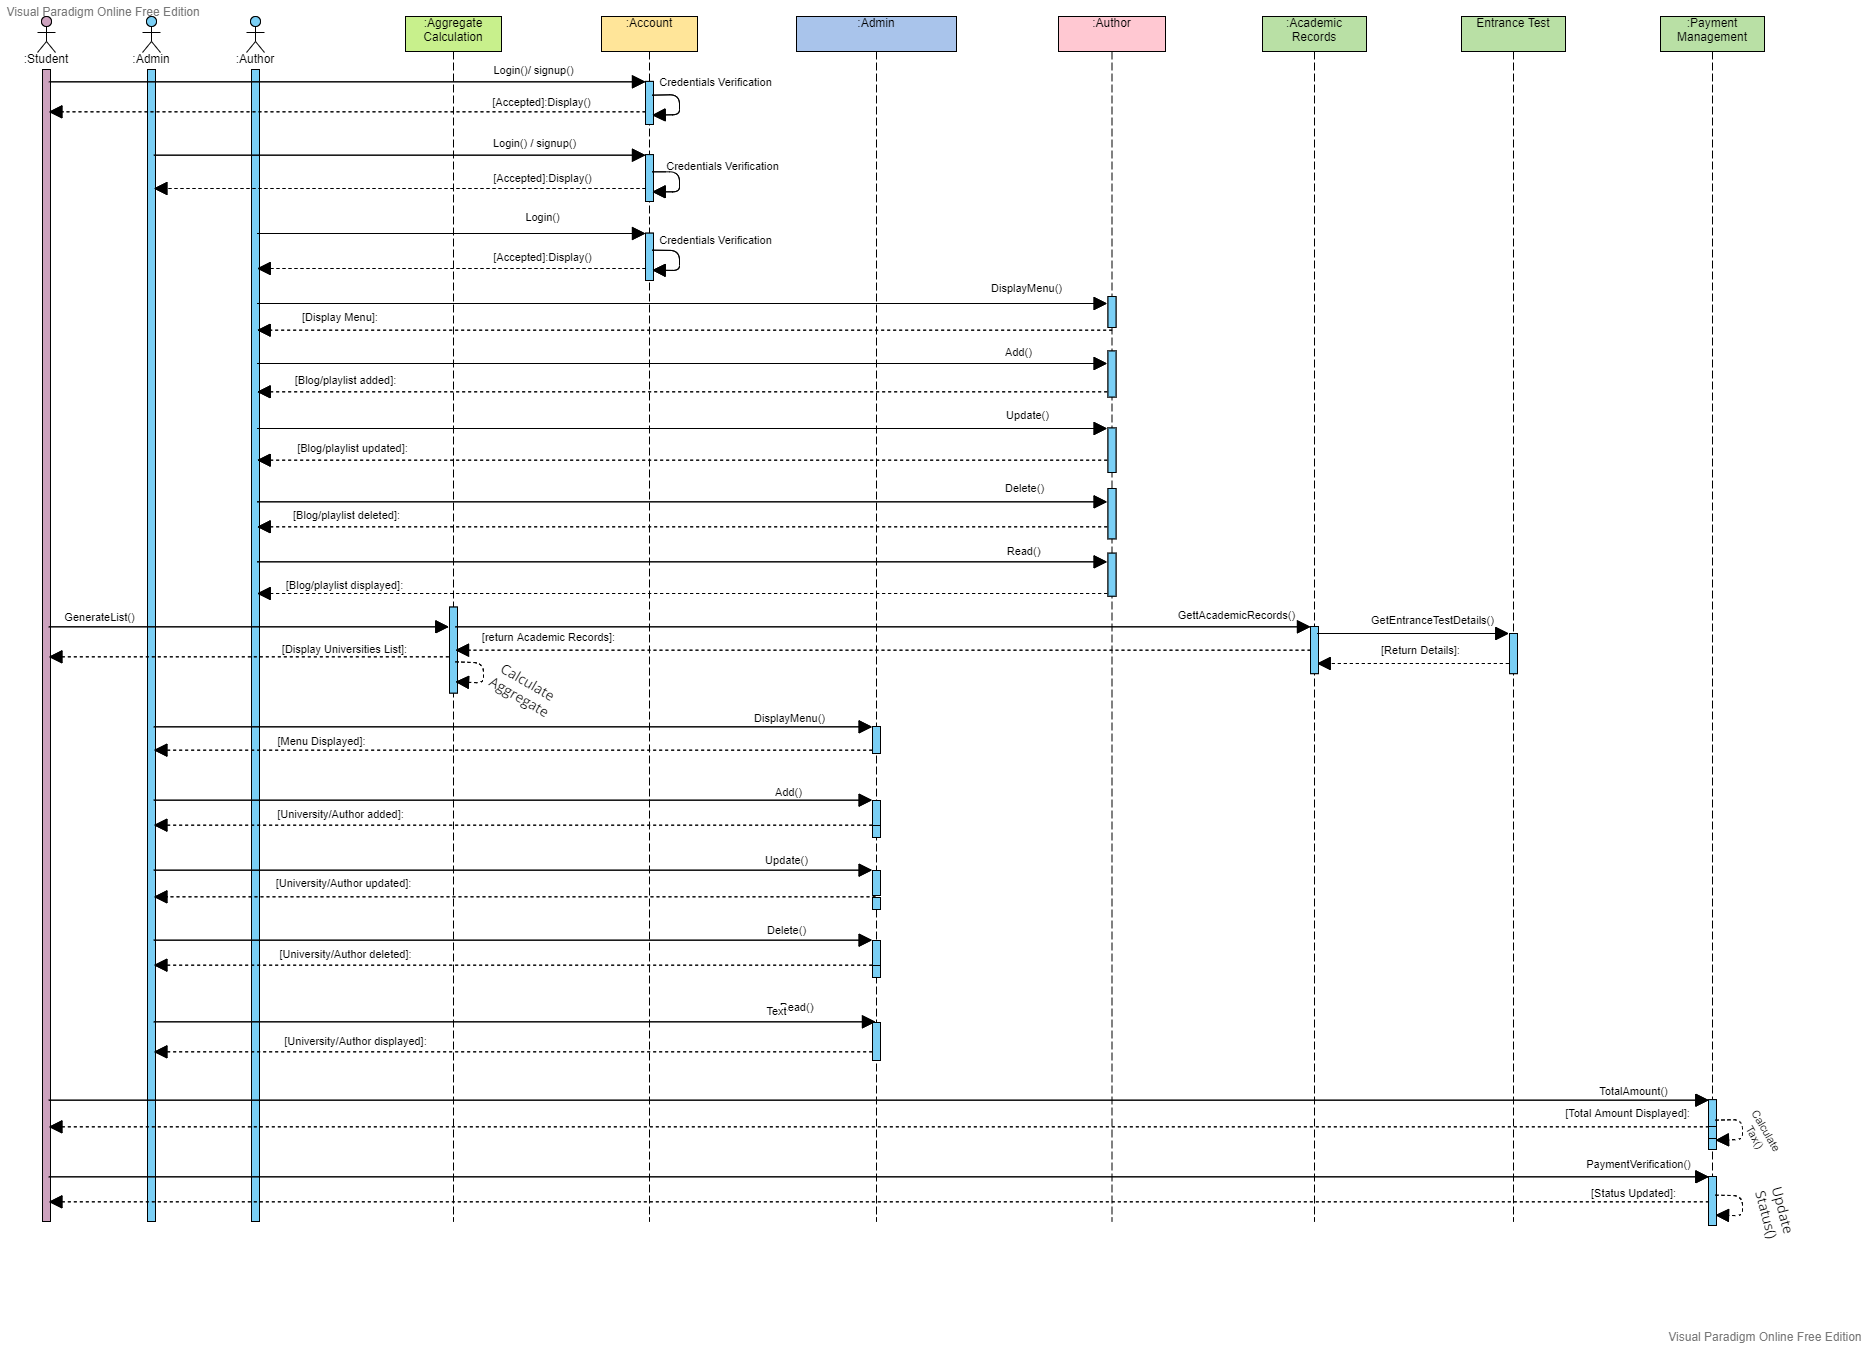 Visual Paradigm Online Free Edition
:Student
:Admin
:Author
:Aggregate
Calculation
:Account
:Admin
:Author
:Academic
Records
Entrance Test
:Payment
Management
Login()/ signup()
Credentials Verification
[Accepted]:Display()
Login() / signup()
Credentials Verification
[Accepted]:Display()
Login()
Credentials Verification
[Accepted]:Display()
DisplayMenu()
[Display Menu]:
Add()
[Blog/playlist added]:
Update()
[Blog/playlist updated]:
Delete()
[Blog/playlist deleted]:
Read()
[Blog/playlist displayed]:
GenerateList()
GettAcademicRecords()
GetEntranceTestDetails()
[return Academic Records]:
[Display Universities List]:
[Return Details]:
Calculate
Aggregate
DisplayMenu()
[Menu Displayed]:
Add()
[University/Author added]:
Update()
[University/Author updated]:
Delete()
[University/Author deleted]:
Read()
Text
[University/Author displayed]:
TotalAmount()
[Total Amount Displayed]:
Calculate
Tax()
PaymentVerification()
[Status Updated]:
Update
Status()
Visual Paradigm Online Free Edition